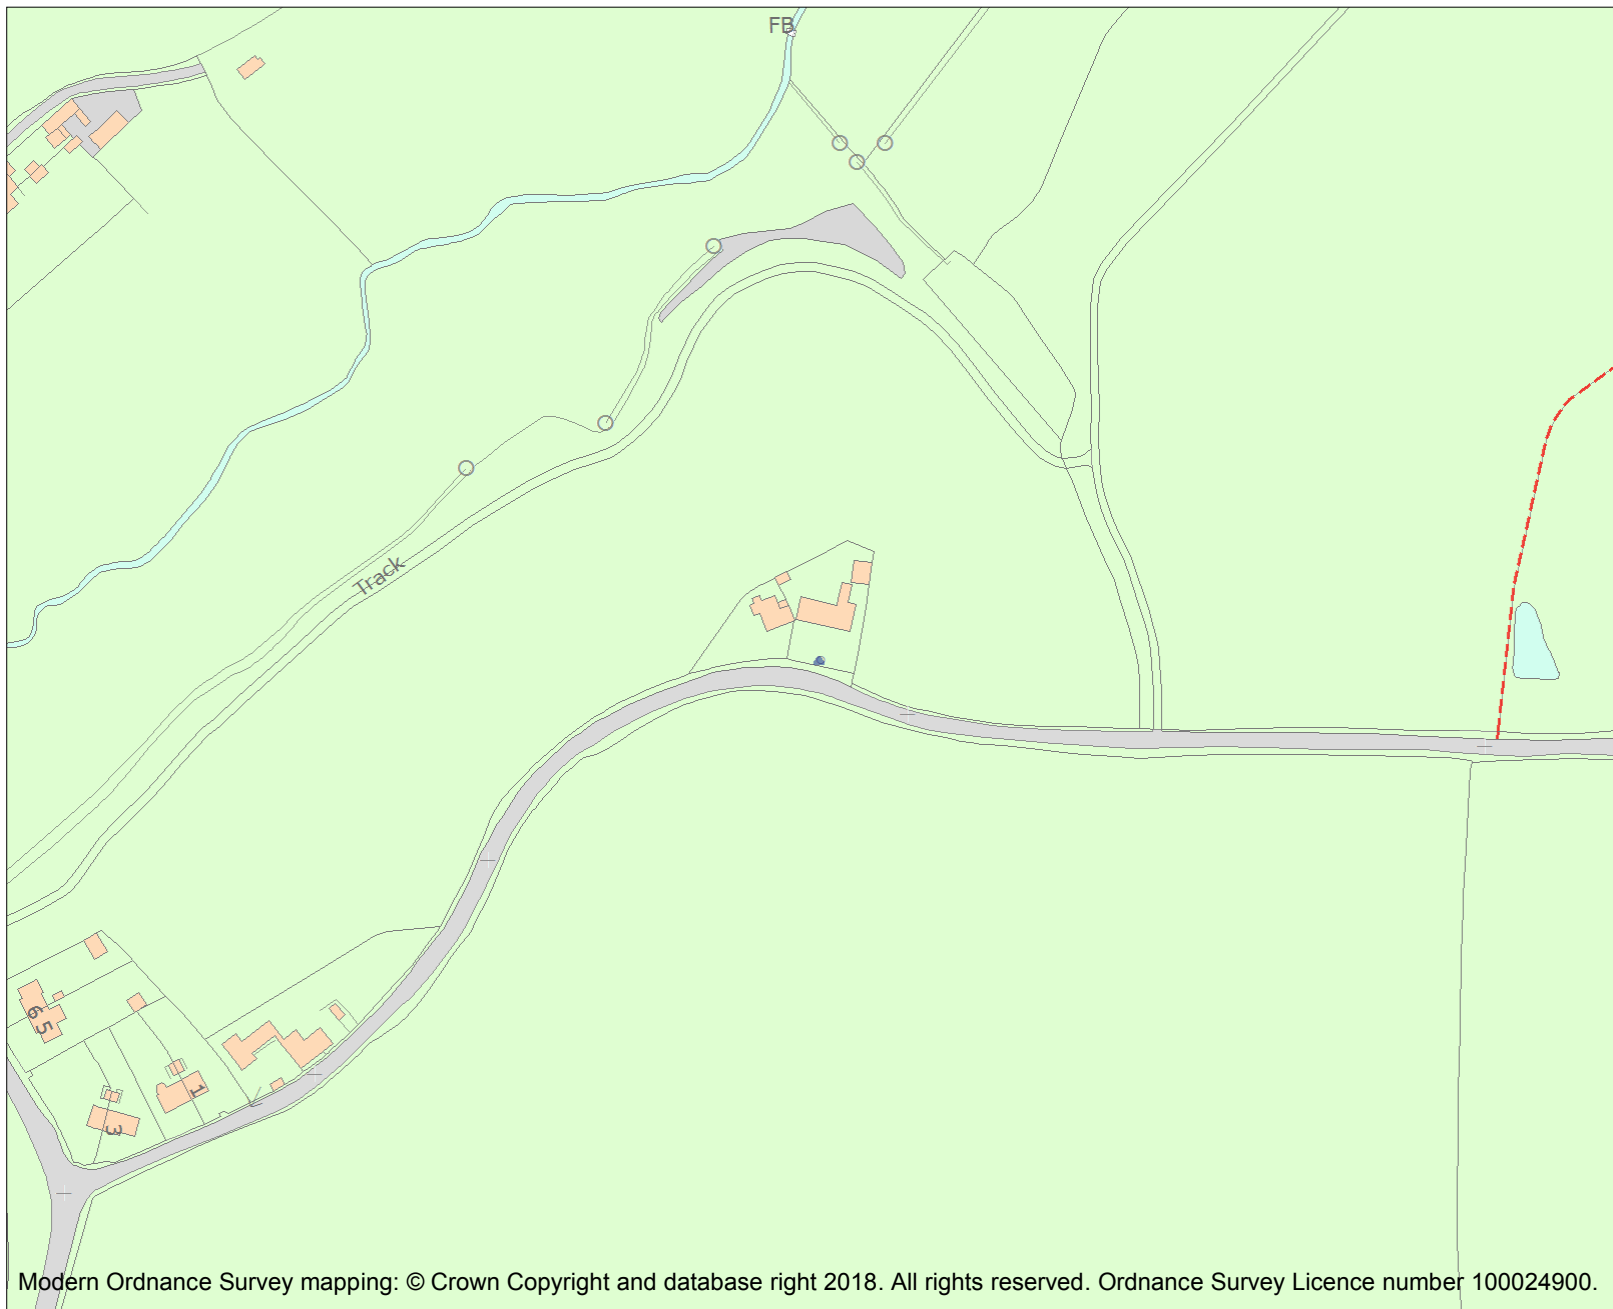 FB
Track
6 5
1
3
Modern Ordnance Survey mapping: © Crown Copyright and database right 2018. All rights reserved. Ordnance Survey Licence number 100024900.